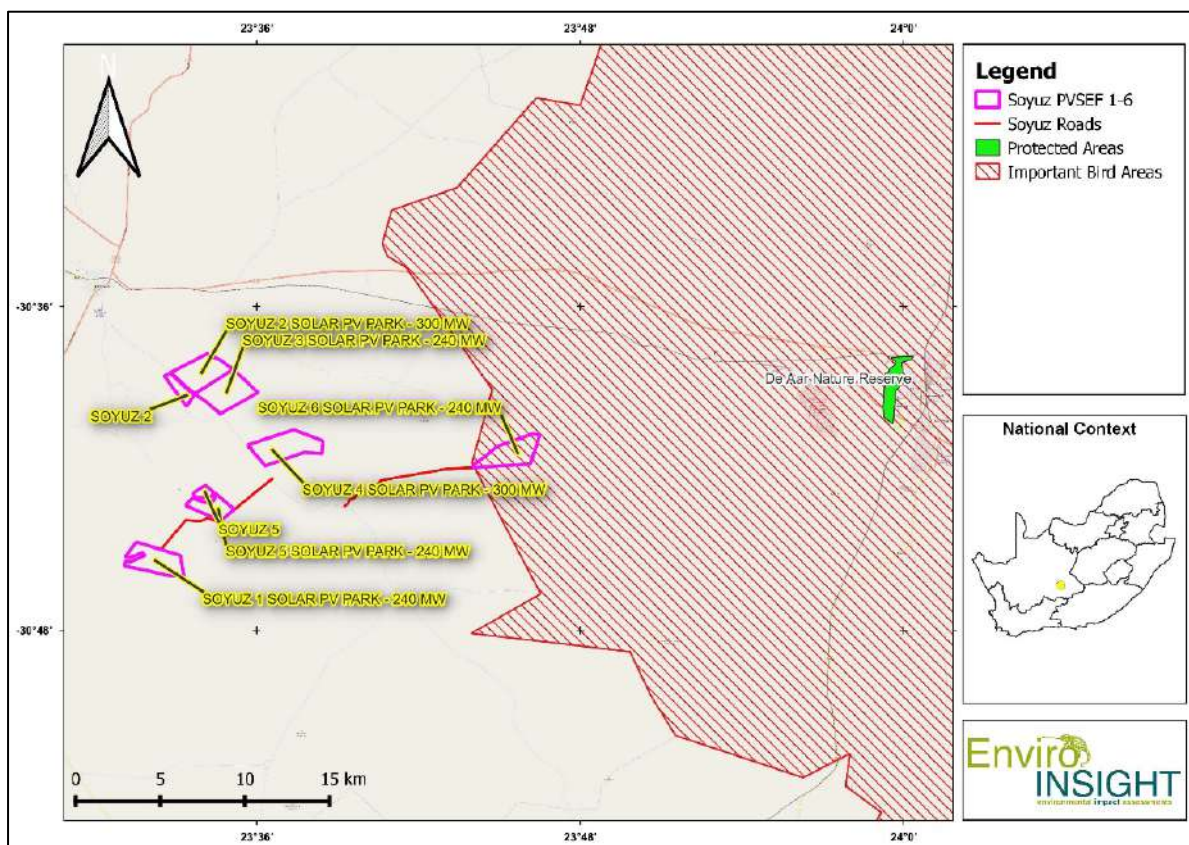 23°36'
23°48'
24°0'
N
-30°36'
-30°48'
SOYUZ 2 SOLAR PV PARK - 300 MW
SOYUZ 3 SOLAR PV PARK - 240 MW
De Aar Nature Reserve
SOYUZ 2
SOYUZ 6 SOLAR PV PARK - 240 MW
SOYUZ 4 SOLAR PV PARK - 300 MW
SOYUZ 5
SOYUZ 5 SOLAR PV PARK - 240 MW
SOYUZ 1 SOLAR PV PARK - 240 MW
-30°36'
-30°48'
0 5 10 15 km
23°36'
23°48'
24°0'
Legend
Soyuz PVSEF 1-6
Soyuz Roads
Protected Areas
Important Bird Areas
National Context
Enviro
INSIGHT
environmental impact assessments